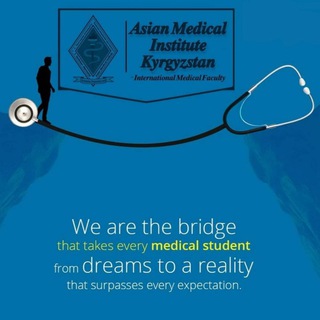 Asian Medical
Institute
Kyrgyzstan
International Medical Faculty
We are the bridge
that takes every medical student
from dreams to a reality
that surpasses every expectation.